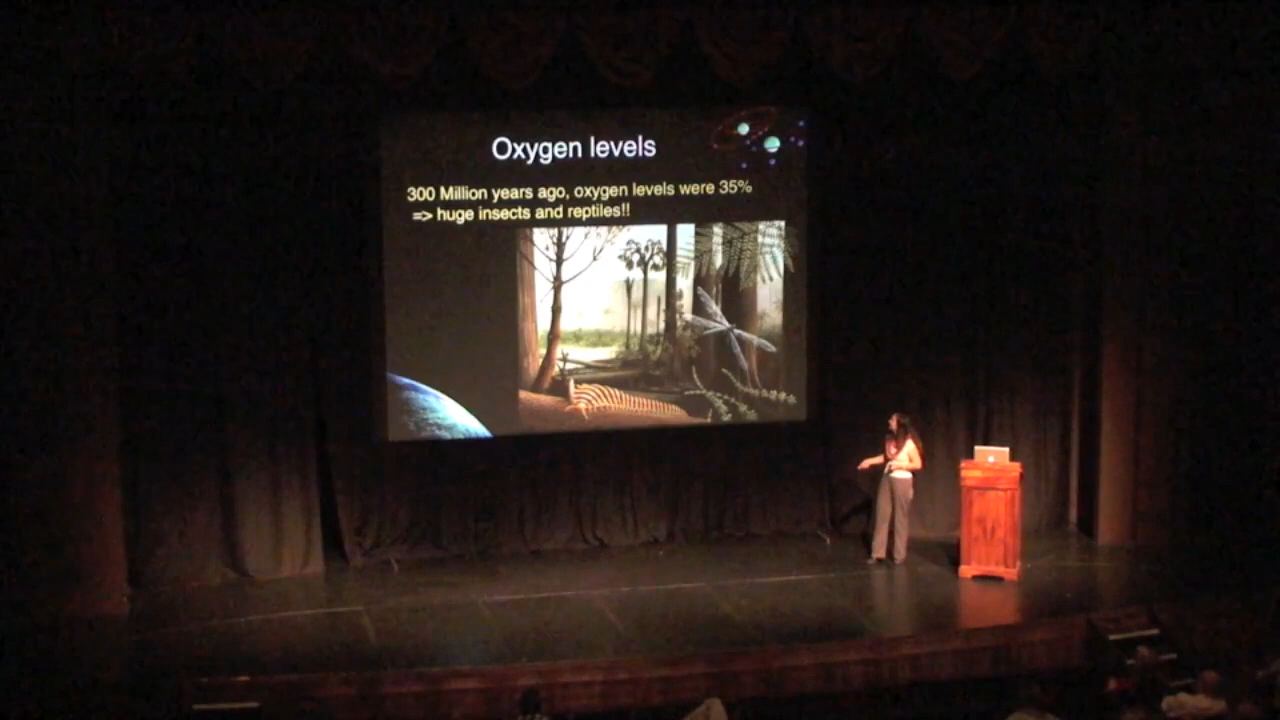 Oxygen levels
300 Million years ago, oxygen levels were 35%
=> huge insects and reptiles!!